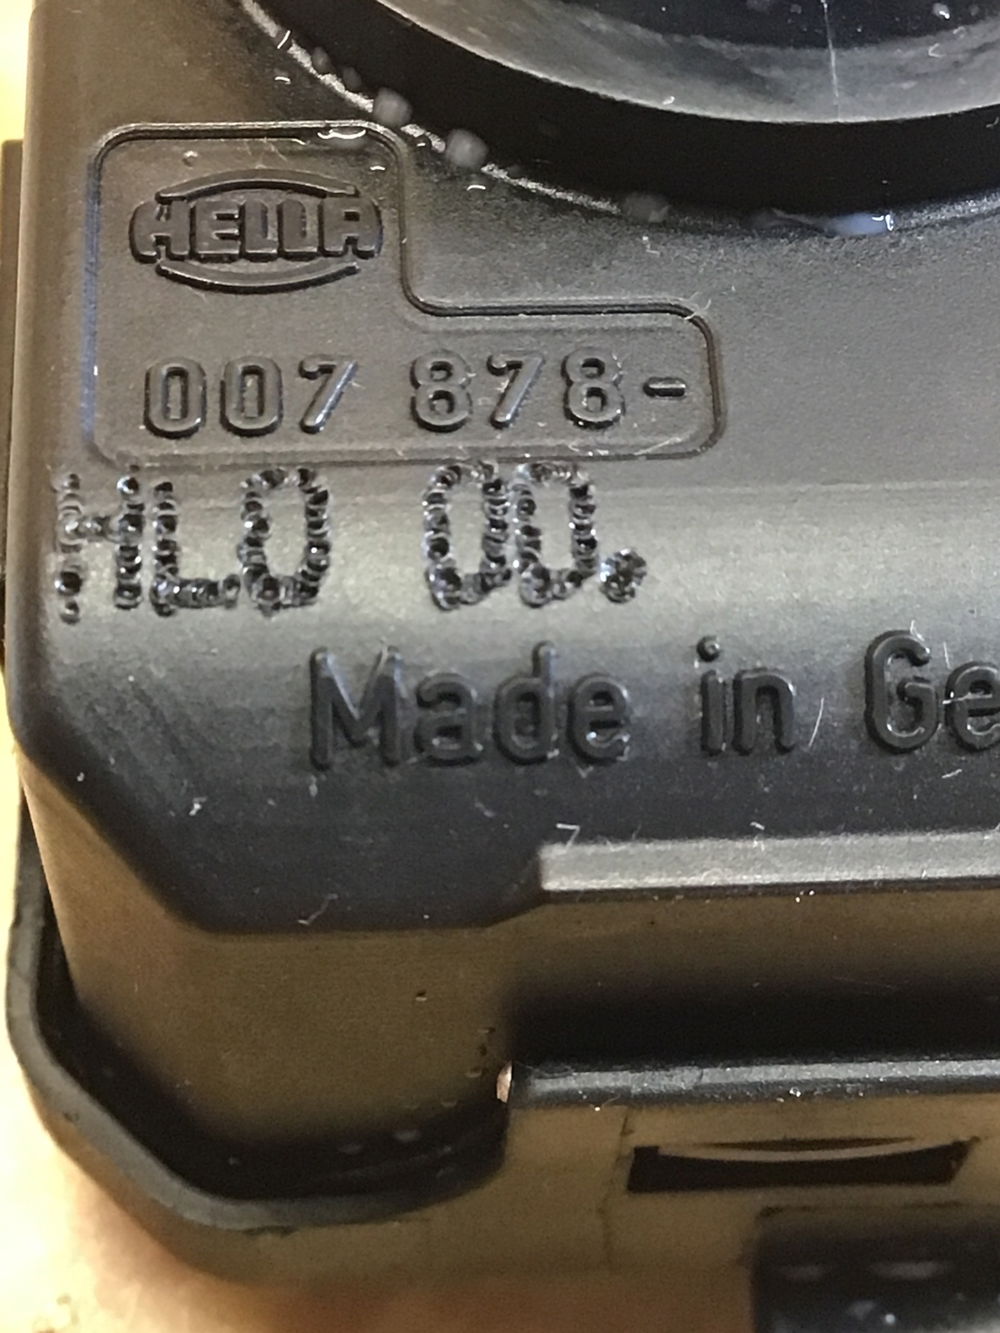 HELLA
007 878-
HLO 00.
Made in Ge